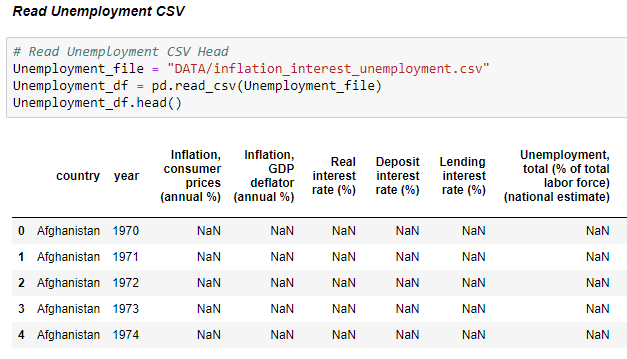 Read Unemployment CSV
# Read Unemployment CSV Head
Unemployment_file = "DATA/inflation_interest_unemployment.csv"
Unemployment_df = pd.read_csv(Unemployment_file)
Unemployment_df.head()
country year Inflation, consumer prices (annual %) Inflation, GDP deflator (annual %) Real interest rate (%) Deposit interest rate (%) Lending interest rate (%) Unemployment, total (% of total labor force) (national estimate)
0 Afghanistan 1970 NaN NaN NaN NaN NaN NaN
1 Afghanistan 1971 NaN NaN NaN NaN NaN NaN
2 Afghanistan 1972 NaN NaN NaN NaN NaN NaN
3 Afghanistan 1973 NaN NaN NaN NaN NaN NaN
4 Afghanistan 1974 NaN NaN NaN NaN NaN NaN